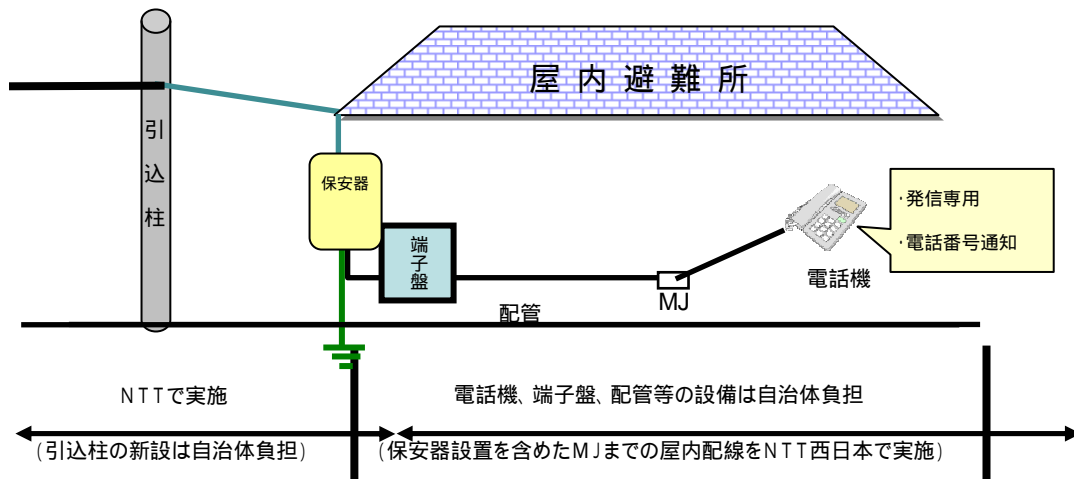 屋内避難所
引込柱
保安器
端子盤
・発信専用
・電話番号通知
電話機
MJ
配管
NTTで実施
電話機、端子盤、配管等の設備は自治体負担
(引込柱の新設は自治体負担)
(保安器設置を含めたMJまでの屋内配線をNTT西日本で実施)